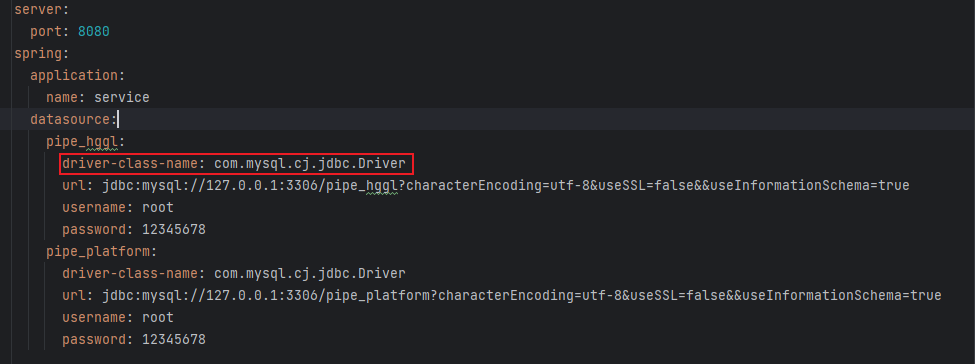 server:
port: 8080
spring:
application:
name: service
datasource:
pipe_hgql:
driver-class-name: com.mysql.cj.jdbc.Driver
url: jdbc:mysql://127.0.0.1:3306/pipe_hgql?characterEncoding=utf-8&useSSL=false&&useInformationSchema=true
username: root
password: 12345678
pipe_platform:
driver-class-name: com.mysql.cj.jdbc.Driver
url: jdbc:mysql://127.0.0.1:3306/pipe_platform?characterEncoding=utf-8&useSSL=false&&useInformationSchema=true
username: root
password: 12345678